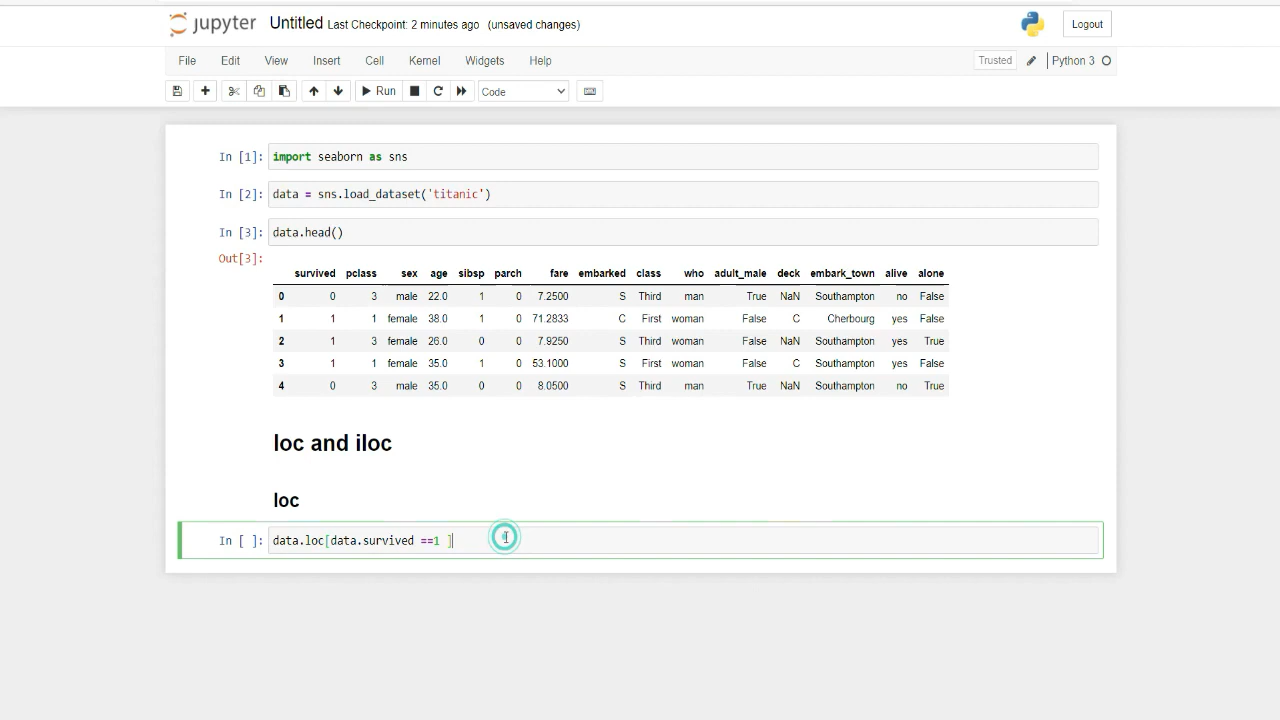 jupyter Untitled Last Checkpoint: 2 minutes ago (unsaved changes) Logout
File Edit View Insert Cell Kernel Widgets Help Trusted Python 3
Run Code
In [1]: import seaborn as sns
In [2]: data = sns.load_dataset('titanic')
In [3]: data.head()
Out[3]:
survived pclass sex age sibsp parch fare embarked class who adult_male deck embark_town alive alone
0 0 3 male 22.0 1 0 7.2500 S Third man True NaN Southampton no False
1 1 1 female 38.0 1 0 71.2833 C First woman False C Cherbourg yes False
2 1 3 female 26.0 0 0 7.9250 S Third woman False NaN Southampton yes True
3 1 1 female 35.0 1 0 53.1000 S First woman False C Southampton yes False
4 0 3 male 35.0 0 0 8.0500 S Third man True NaN Southampton no True
loc and iloc
loc
In [ ]: data.loc[data.survived ==1 ]